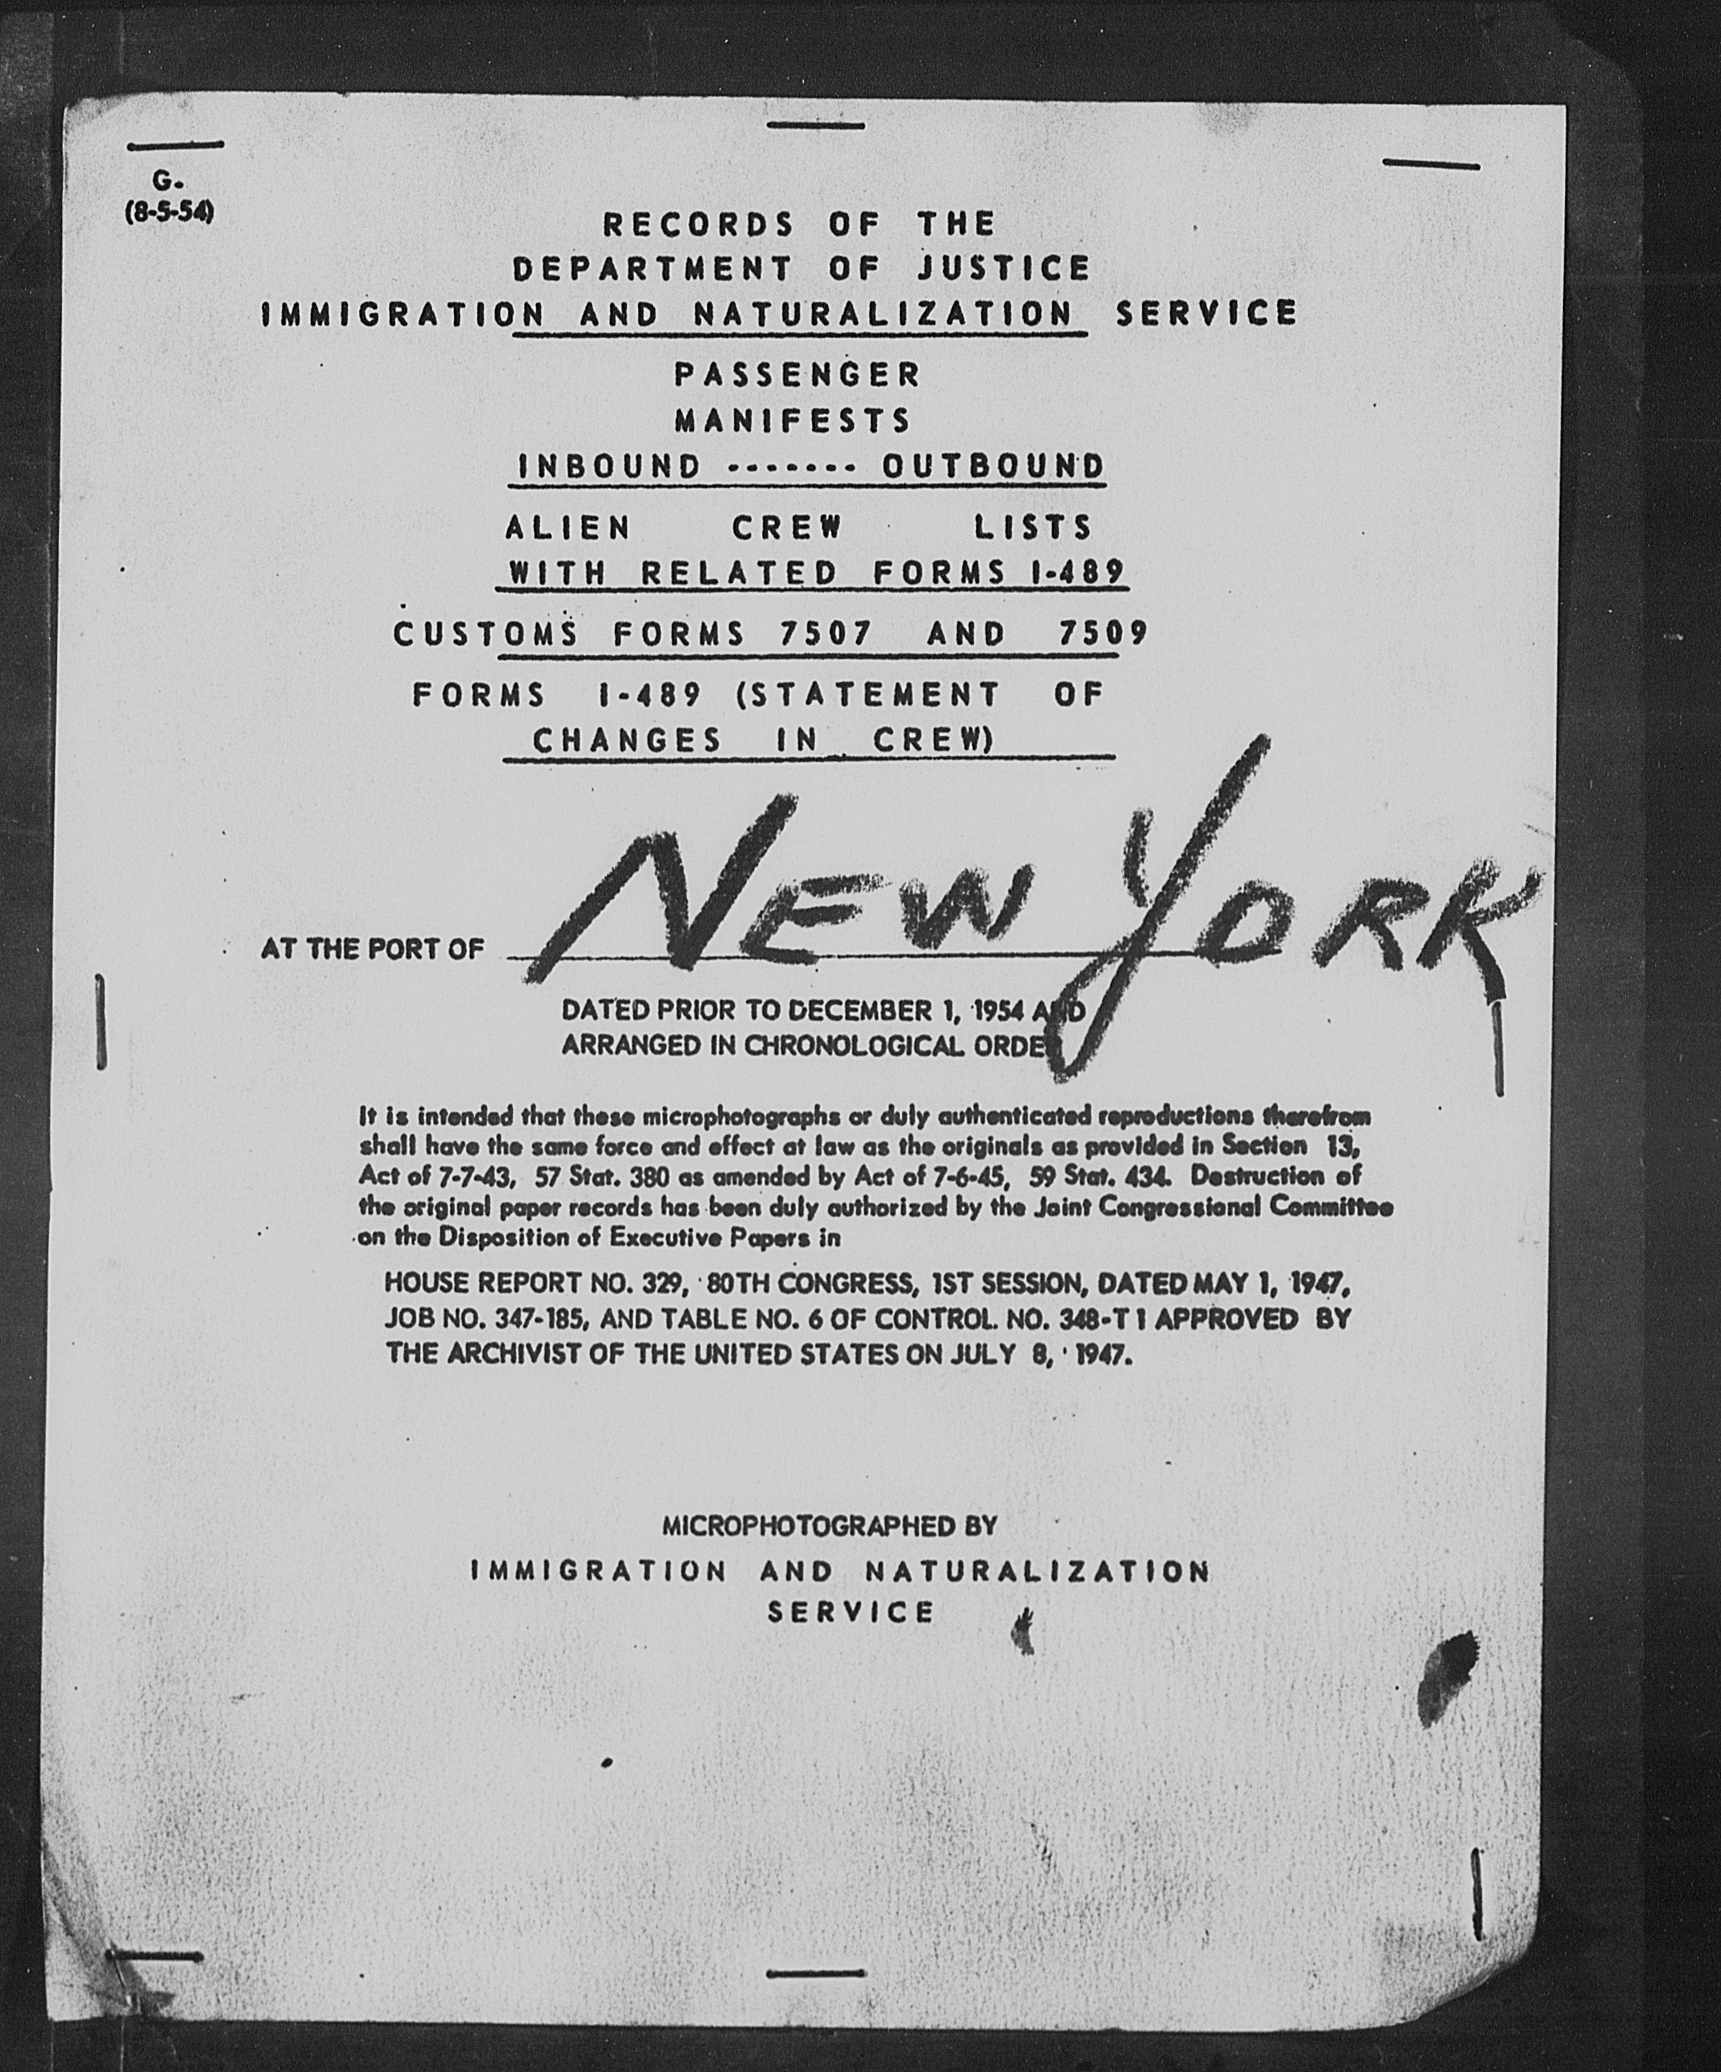 G.
(8-5-54)
RECORDS OF THE
DEPARTMENT OF JUSTICE
IMMIGRATION AND NATURALIZATION SERVICE
PASSENGER
MANIFESTS
INBOUND ------- OUTBOUND
ALIEN CREW LISTS
WITH RELATED FORMS I-489
CUSTOMS FORMS 7507 AND 7509
FORMS I-489 (STATEMENT OF
CHANGES IN CREW)
AT THE PORT OF NEW YORK
DATED PRIOR TO DECEMBER 1, 1954 AND
ARRANGED IN CHRONOLOGICAL ORDER
It is intended that these microphotographs or duly authenticated reproductions therefrom
shall have the same force and effect at law as the originals as provided in Section 13,
Act of 7-7-43, 57 Stat. 380 as amended by Act of 7-6-45, 59 Stat. 434. Destruction of
the original paper records has been duly authorized by the Joint Congressional Committee
on the Disposition of Executive Papers in
HOUSE REPORT NO. 329, 80TH CONGRESS, 1ST SESSION, DATED MAY 1, 1947,
JOB NO. 347-185, AND TABLE NO. 6 OF CONTROL NO. 348-T1 APPROVED BY
THE ARCHIVIST OF THE UNITED STATES ON JULY 8, 1947.
MICROPHOTOGRAPHED BY
IMMIGRATION AND NATURALIZATION
SERVICE